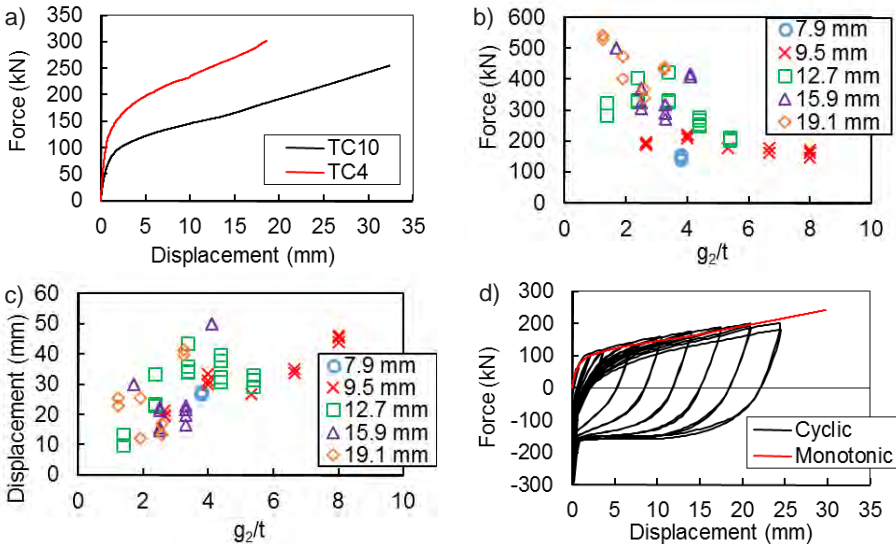 a)
Force (kN)
350
300
250
200
150
100
50
0
TC10
TC4
0 5 10 15 20 25 30 35
Displacement (mm)
b)
Force (kN)
600
500
400
300
200
100
0
7.9 mm
9.5 mm
12.7 mm
15.9 mm
19.1 mm
0 2 4 6 8 10
g₂/t
c)
Displacement (mm)
60
50
40
30
20
10
0
7.9 mm
9.5 mm
12.7 mm
15.9 mm
19.1 mm
0 2 4 6 8 10
g₂/t
d)
Force (kN)
300
200
100
0
-100
-200
-300
Cyclic
Monotonic
0 5 10 15 20 25 30 35
Displacement (mm)